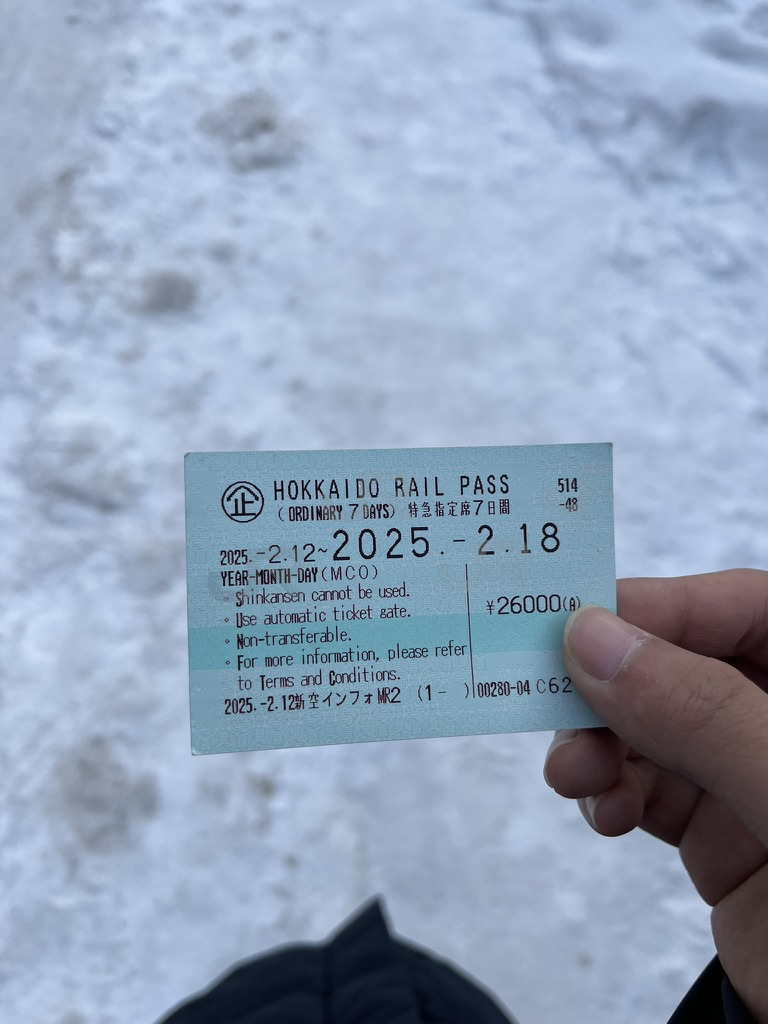 企 HOKKAIDO RAIL PASS 514
(ORDINARY 7 DAYS) 特急指定席7日間 -48
2025.-2.12~2025.-2.18
YEAR-MONTH-DAY(MCO)
◦ Shinkansen cannot be used.
◦ Use automatic ticket gate. ¥26000(A)
◦ Non-transferable.
◦ For more information, please refer
to Terms and Conditions.
2025.-2.12新空インフォMR2 (1- ) 00280-04 C62